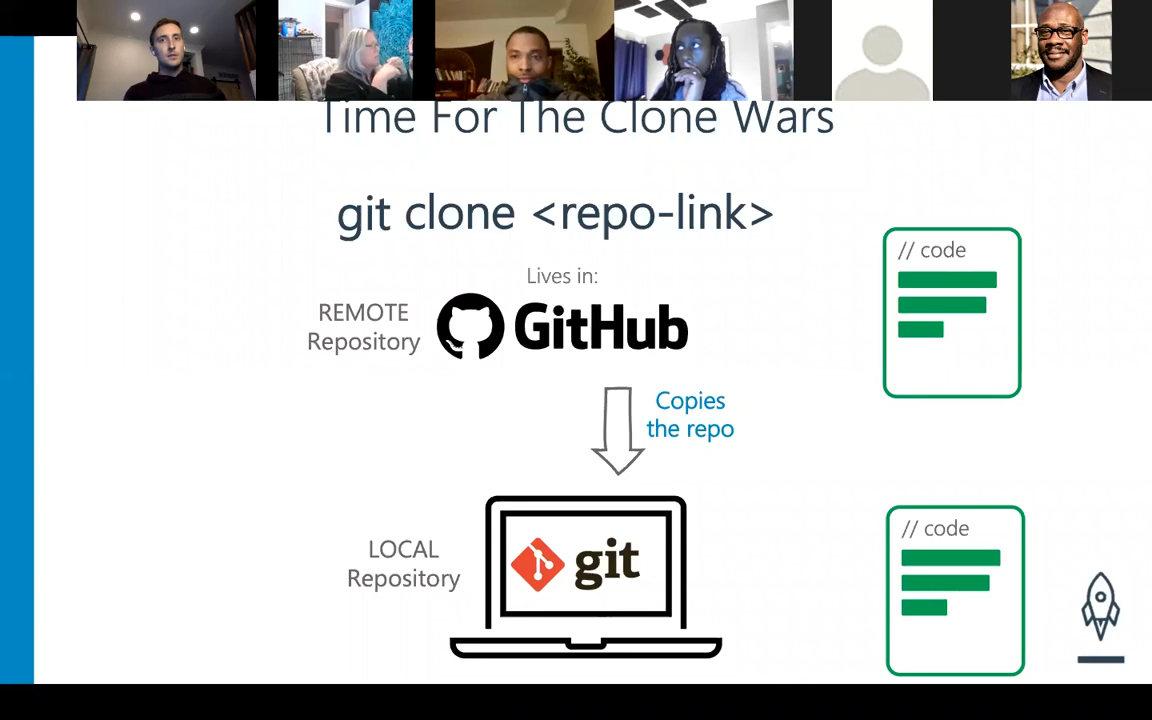 Time For The Clone Wars
git clone <repo-link>
Lives in:
REMOTE
Repository
GitHub
// code
Copies
the repo
LOCAL
Repository
git
// code